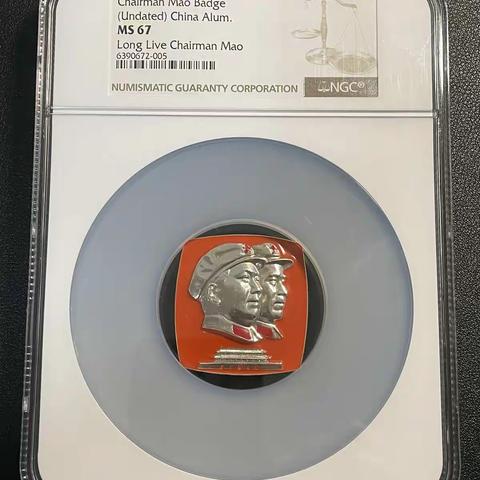 Chairman Mao Badge
(Undated) China Alum.
MS 67
Long Live Chairman Mao
6390672-005
NUMISMATIC GUARANTY CORPORATION
NGC®